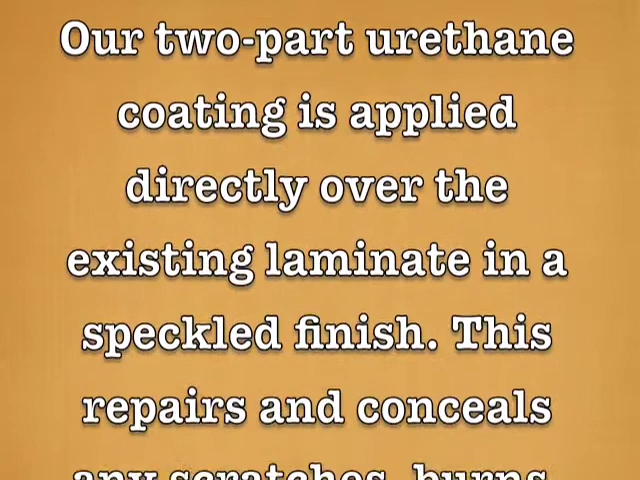 Our two-part urethane
coating is applied
directly over the
existing laminate in a
speckled finish. This
repairs and conceals
any scratches, burns,